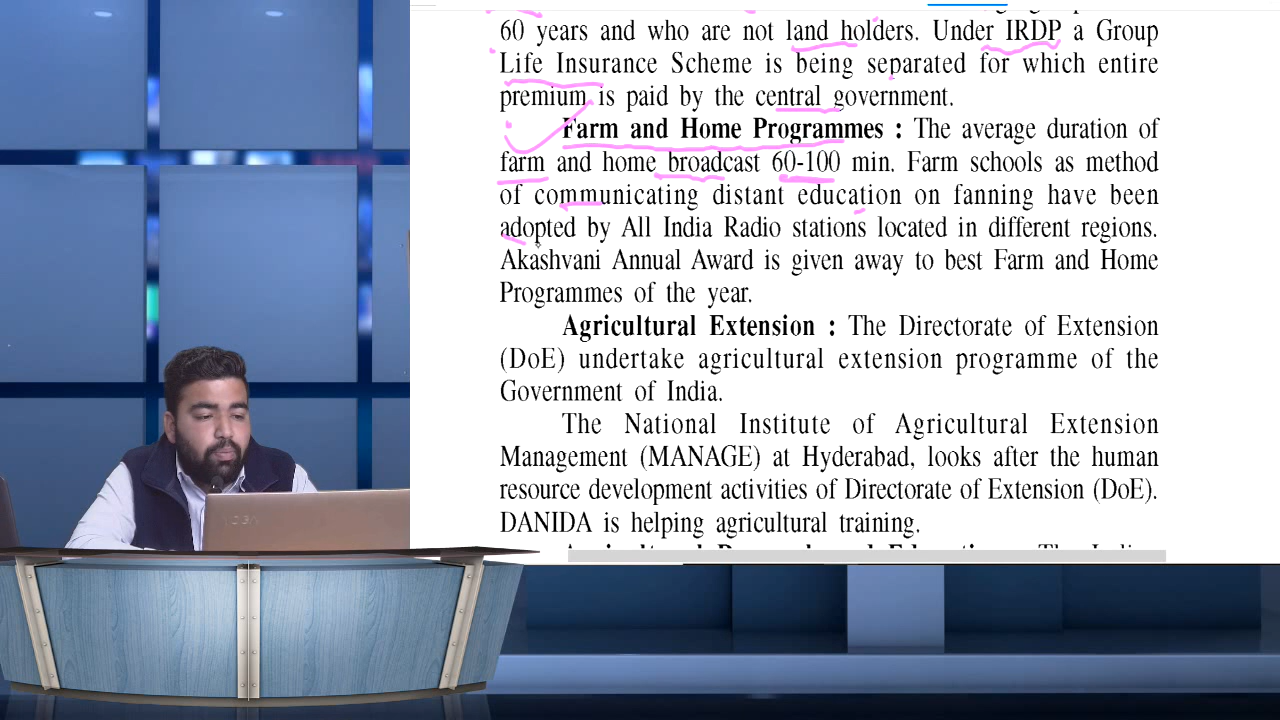 60 years and who are not land holders. Under IRDP a Group
Life Insurance Scheme is being separated for which entire
premium is paid by the central government.
Farm and Home Programmes : The average duration of
farm and home broadcast 60-100 min. Farm schools as method
of communicating distant education on fanning have been
adopted by All India Radio stations located in different regions.
Akashvani Annual Award is given away to best Farm and Home
Programmes of the year.
Agricultural Extension : The Directorate of Extension
(DoE) undertake agricultural extension programme of the
Government of India.
The National Institute of Agricultural Extension
Management (MANAGE) at Hyderabad, looks after the human
resource development activities of Directorate of Extension (DoE).
DANIDA is helping agricultural training.